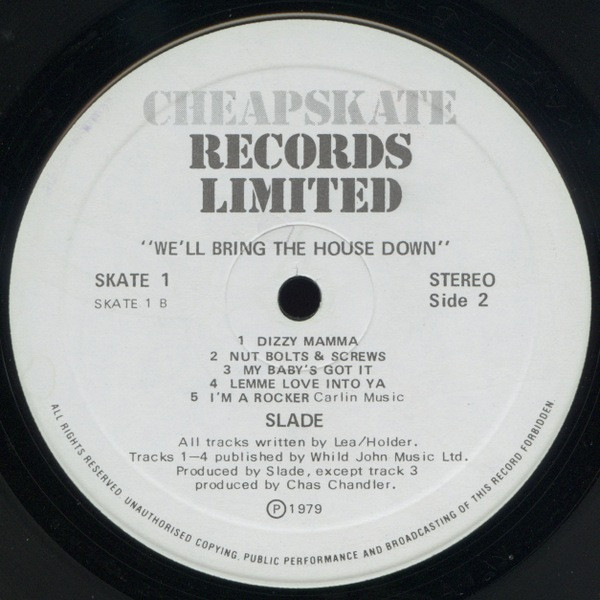 CHEAPSKATE
RECORDS
LIMITED
"WE'LL BRING THE HOUSE DOWN"
SKATE 1
SKATE 1 B
STEREO
Side 2
1 DIZZY MAMMA
2 NUT BOLTS & SCREWS
3 MY BABY'S GOT IT
4 LEMME LOVE INTO YA
5 I'M A ROCKER Carlin Music
SLADE
All tracks written by Lea/Holder.
Tracks 1-4 published by Whild John Music Ltd.
Produced by Slade, except track 3
produced by Chas Chandler.
Ⓟ 1979
ALL RIGHTS RESERVED. UNAUTHORISED COPYING, PUBLIC PERFORMANCE AND BROADCASTING OF THIS RECORD FORBIDDEN.